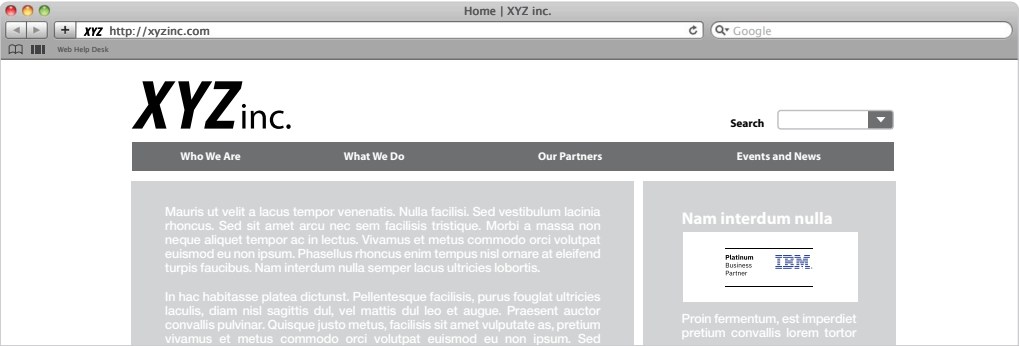 Home | XYZ inc.
XYZ http://xyzinc.com
Google
Web Help Desk
XYZ inc.
Search
Who We Are What We Do Our Partners Events and News
Mauris ut velit a lacus tempor venenatis. Nulla facilisi. Sed vestibulum lacinia
rhoncus. Sed sit amet arcu nec sem facilisis tristique. Morbi a massa non
neque aliquet tempor ac in lectus. Vivamus et metus commodo orci volutpat
euismod eu non ipsum. Phasellus rhoncus enim tempus nisl ornare at eleifend
turpis faucibus. Nam interdum nulla semper lacus ultricies lobortis.
In hac habitasse platea dictunst. Pellentesque facilisis, purus fouglat ultricies
laculis, diam nisl sagittis dul, vel mattis dul leo et augue. Praesent auctor
convallis pulvinar. Quisque justo metus, facilisis sit amet vulputate as, pretium
vivamus et metus commodo orci volutpat euismod eu non ipsum. Sed
Nam interdum nulla
Platinum
Business
Partner
IBM
Proin fermentum, est imperdiet
pretium convallis lorem tortor